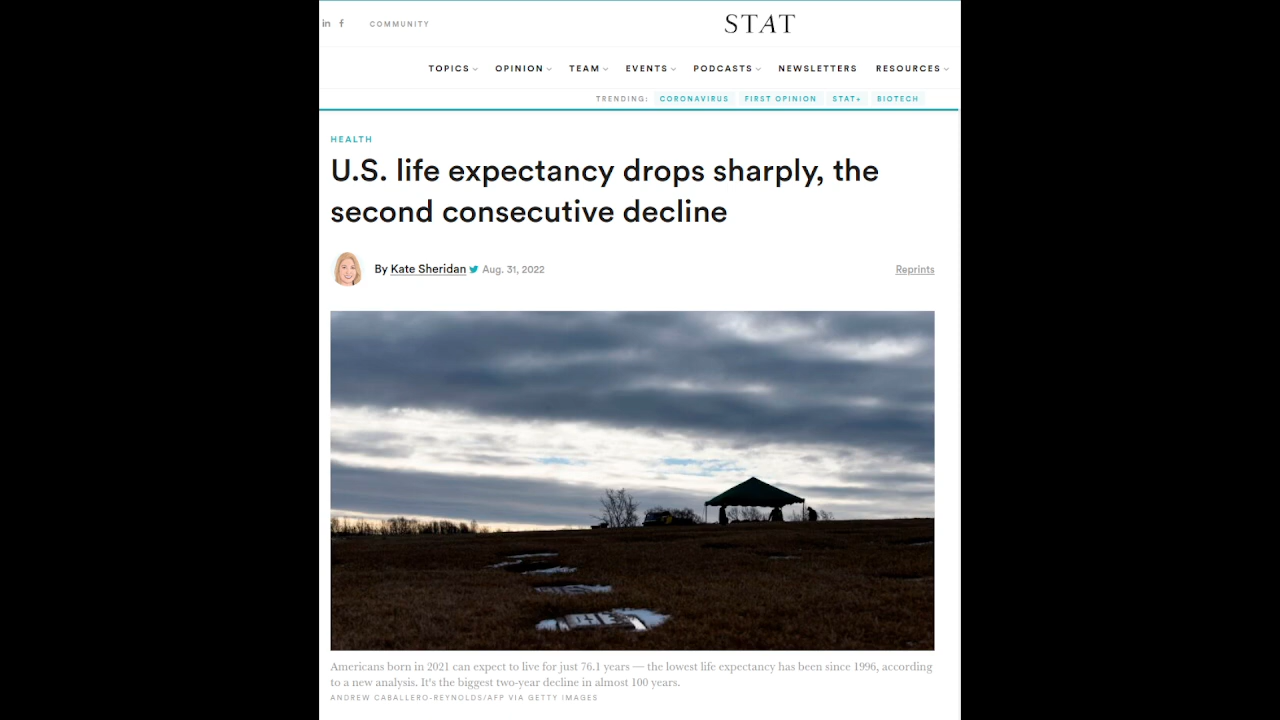 in f COMMUNITY STAT
TOPICS OPINION TEAM EVENTS PODCASTS NEWSLETTERS RESOURCES
TRENDING: CORONAVIRUS FIRST OPINION STAT+ BIOTECH
HEALTH
U.S. life expectancy drops sharply, the
second consecutive decline
By Kate Sheridan Aug. 31, 2022 Reprints
Americans born in 2021 can expect to live for just 76.1 years — the lowest life expectancy has been since 1996, according
to a new analysis. It's the biggest two-year decline in almost 100 years.
ANDREW CABALLERO-REYNOLDS/AFP VIA GETTY IMAGES